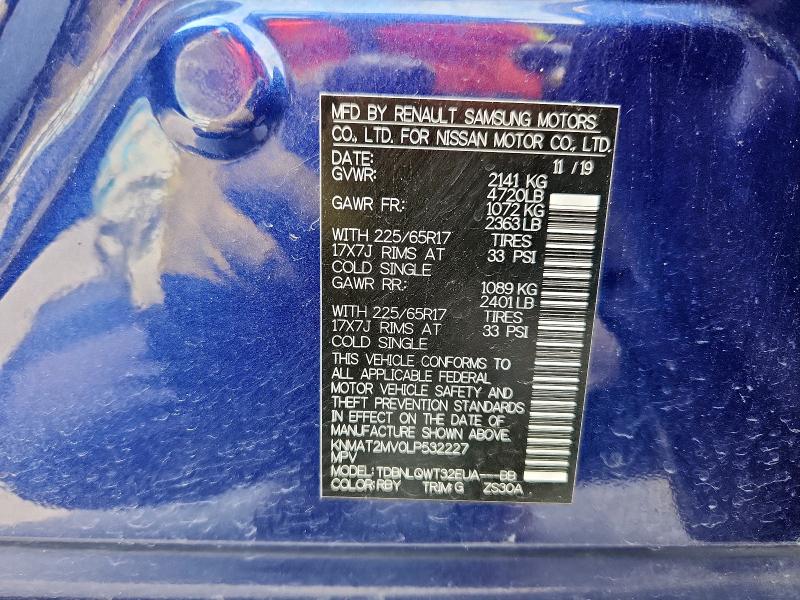 MFD BY RENAULT SAMSUNG MOTORS
CO., LTD. FOR NISSAN MOTOR CO., LTD.
DATE: 11 /19
GVWR: 2141 KG
4720LB
GAWR FR: 1072 KG
2363 LB
WITH 225/65R17 TIRES
17X7J RIMS AT 33 PSI
COLD SINGLE
GAWR RR: 1089 KG
2401 LB
WITH 225/65R17 TIRES
17X7J RIMS AT 33 PSI
COLD SINGLE
THIS VEHICLE CONFORMS TO
ALL APPLICABLE FEDERAL
MOTOR VEHICLE SAFETY AND
THEFT PREVENTION STANDARDS
IN EFFECT ON THE DATE OF
MANUFACTURE SHOWN ABOVE.
KNMAT2MV0LP532227
MPV
MODEL: TDBNLQWT32EUA---BB
COLOR:RBY TRIM:G ZS30A